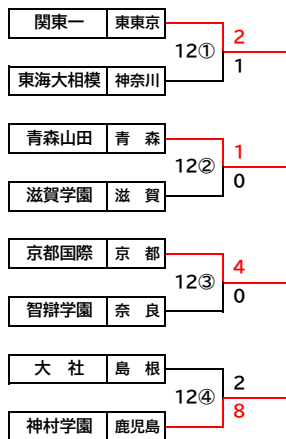 関東一 東東京
2
12①
1
東海大相模 神奈川
青森山田 青 森
1
12②
0
滋賀学園 滋 賀
京都国際 京 都
4
12③
0
智辯学園 奈 良
大 社 島 根
2
12④
8
神村学園 鹿児島